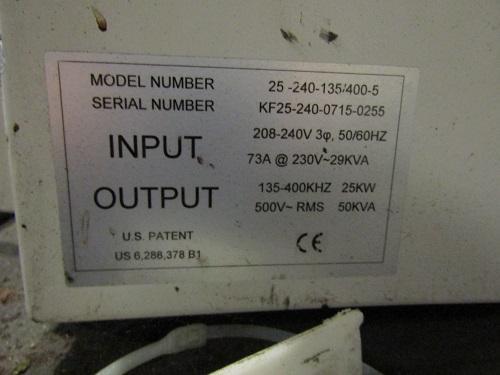 MODEL NUMBER 25 -240-135/400-5
SERIAL NUMBER KF25-240-0715-0255
INPUT 208-240V 3φ, 50/60HZ
73A @ 230V~29KVA
OUTPUT 135-400KHZ 25KW
500V~ RMS 50KVA
U.S. PATENT
US 6,288,378 B1
CE